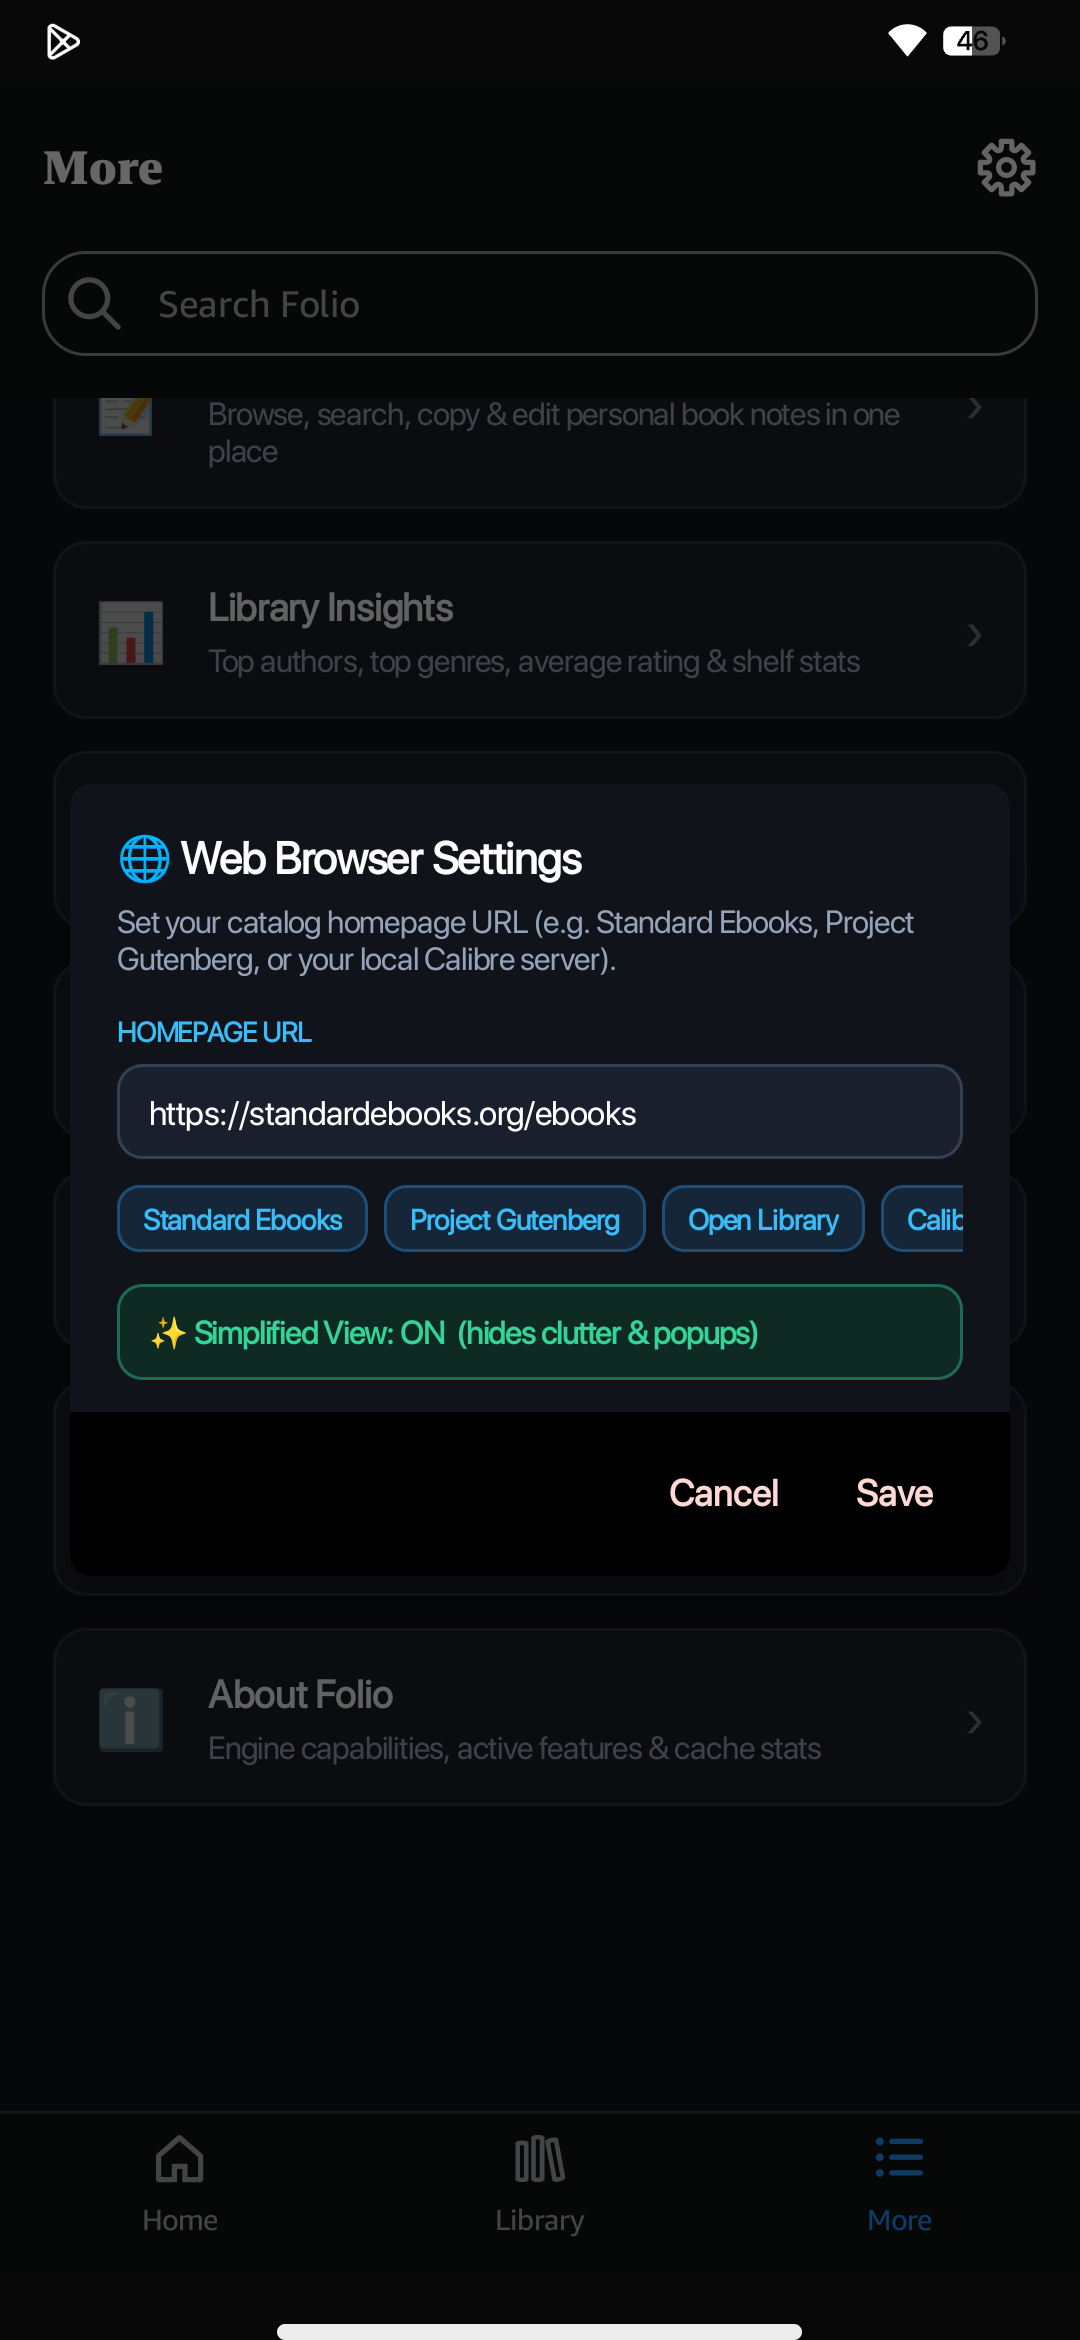 46
More
Search Folio
Browse, search, copy & edit personal book notes in one
place
Library Insights
Top authors, top genres, average rating & shelf stats
🌐 Web Browser Settings
Set your catalog homepage URL (e.g. Standard Ebooks, Project
Gutenberg, or your local Calibre server).
HOMEPAGE URL
https://standardebooks.org/ebooks
Standard Ebooks Project Gutenberg Open Library Calib
✨ Simplified View: ON (hides clutter & popups)
Cancel Save
About Folio
Engine capabilities, active features & cache stats
Home Library More